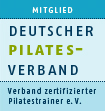 MITGLIED
DEUTSCHER
PILATES-
VERBAND
Verband zertifizierter
Pilatestrainer e.V.